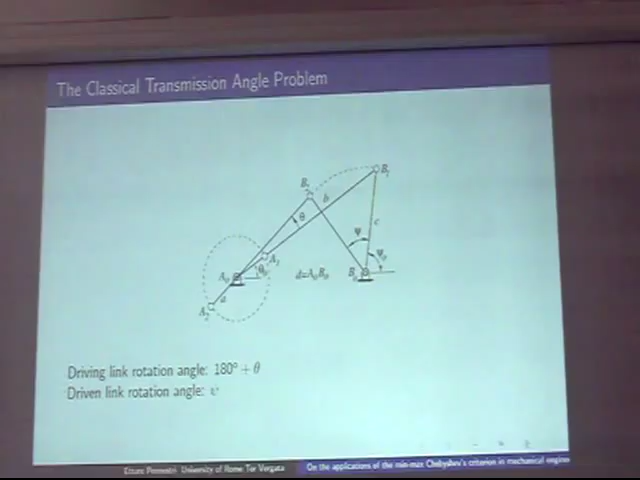 The Classical Transmission Angle Problem
B₂
B₁
b
θ
c
ψ
A₁
ψ₀
A₀
θ₀
d=A₀B₀
B₀
a
A₂
Driving link rotation angle: 180° + θ
Driven link rotation angle: ψ
Ettore Pennestrì University of Rome Tor Vergata
On the applications of the min-max Chebyshev's criterion in mechanical engine